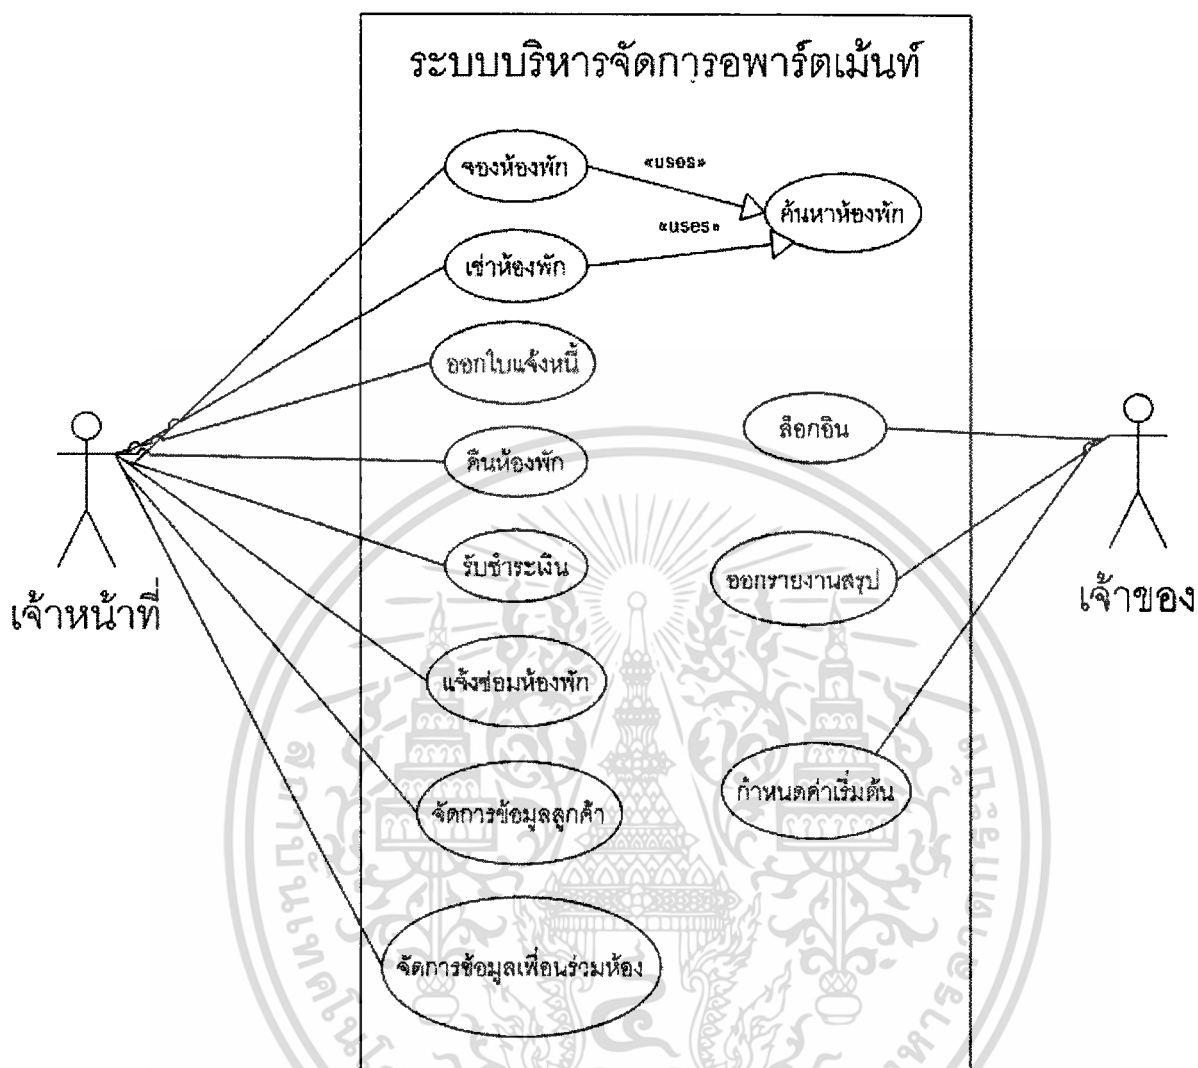 ระบบบริหารจัดการอพาร์ตเม้นท์
จองห้องพัก
«uses»
ค้นหาห้องพัก
«uses»
เช่าห้องพัก
ออกใบแจ้งหนี้
ล็อกอิน
คืนห้องพัก
รับชำระเงิน
ออกรายงานสรุป
เจ้าหน้าที่
เจ้าของ
แจ้งซ่อมห้องพัก
กำหนดค่าเริ่มต้น
จัดการข้อมูลลูกค้า
จัดการข้อมูลเพื่อนร่วมห้อง